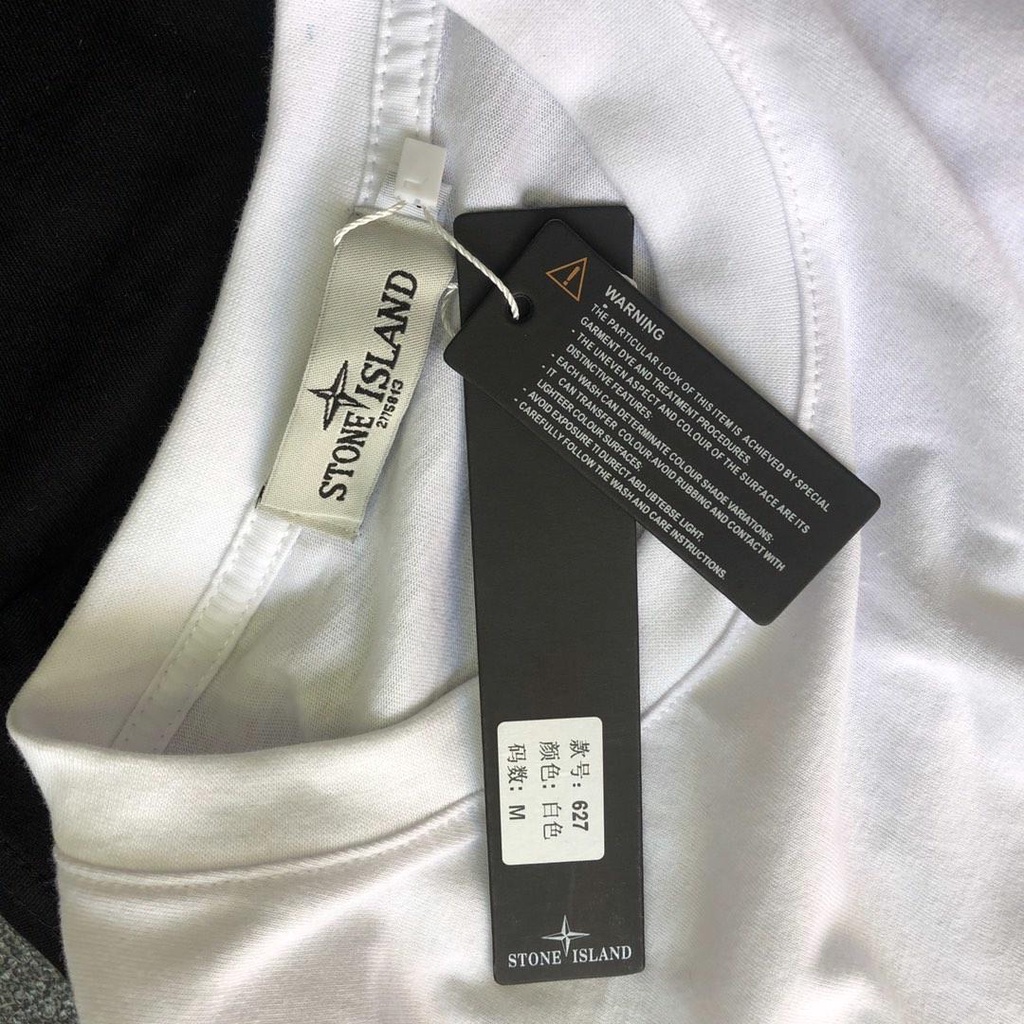 STONE ISLAND
2775813
WARNING
THE PARTICULAR LOOK OF THIS ITEM IS ACHIEVED BY SPECIAL
GARMENT DYE AND TREATMENT PROCEDURES.
- THE UNEVEN ASPECT AND COLOUR OF THE SURFACE ARE ITS
DISTINCTIVE FEATURES.
- EACH WASH CAN DETERMINATE COLOUR SHADE VARIATIONS:
- IT CAN TRANSFER COLOUR AVOID RUBBING AND CONTACT WITH
LIGHTEER COLOUR SURFACES:
- AVOID EXPOSURE TI DURECT ABD UBTEBSE LIGHT:
- CAREFULLY FOLLOW THE WASH AND CARE INSTRUCTIONS.
款号: 627
颜色: 白色
码数: M
STONE ISLAND